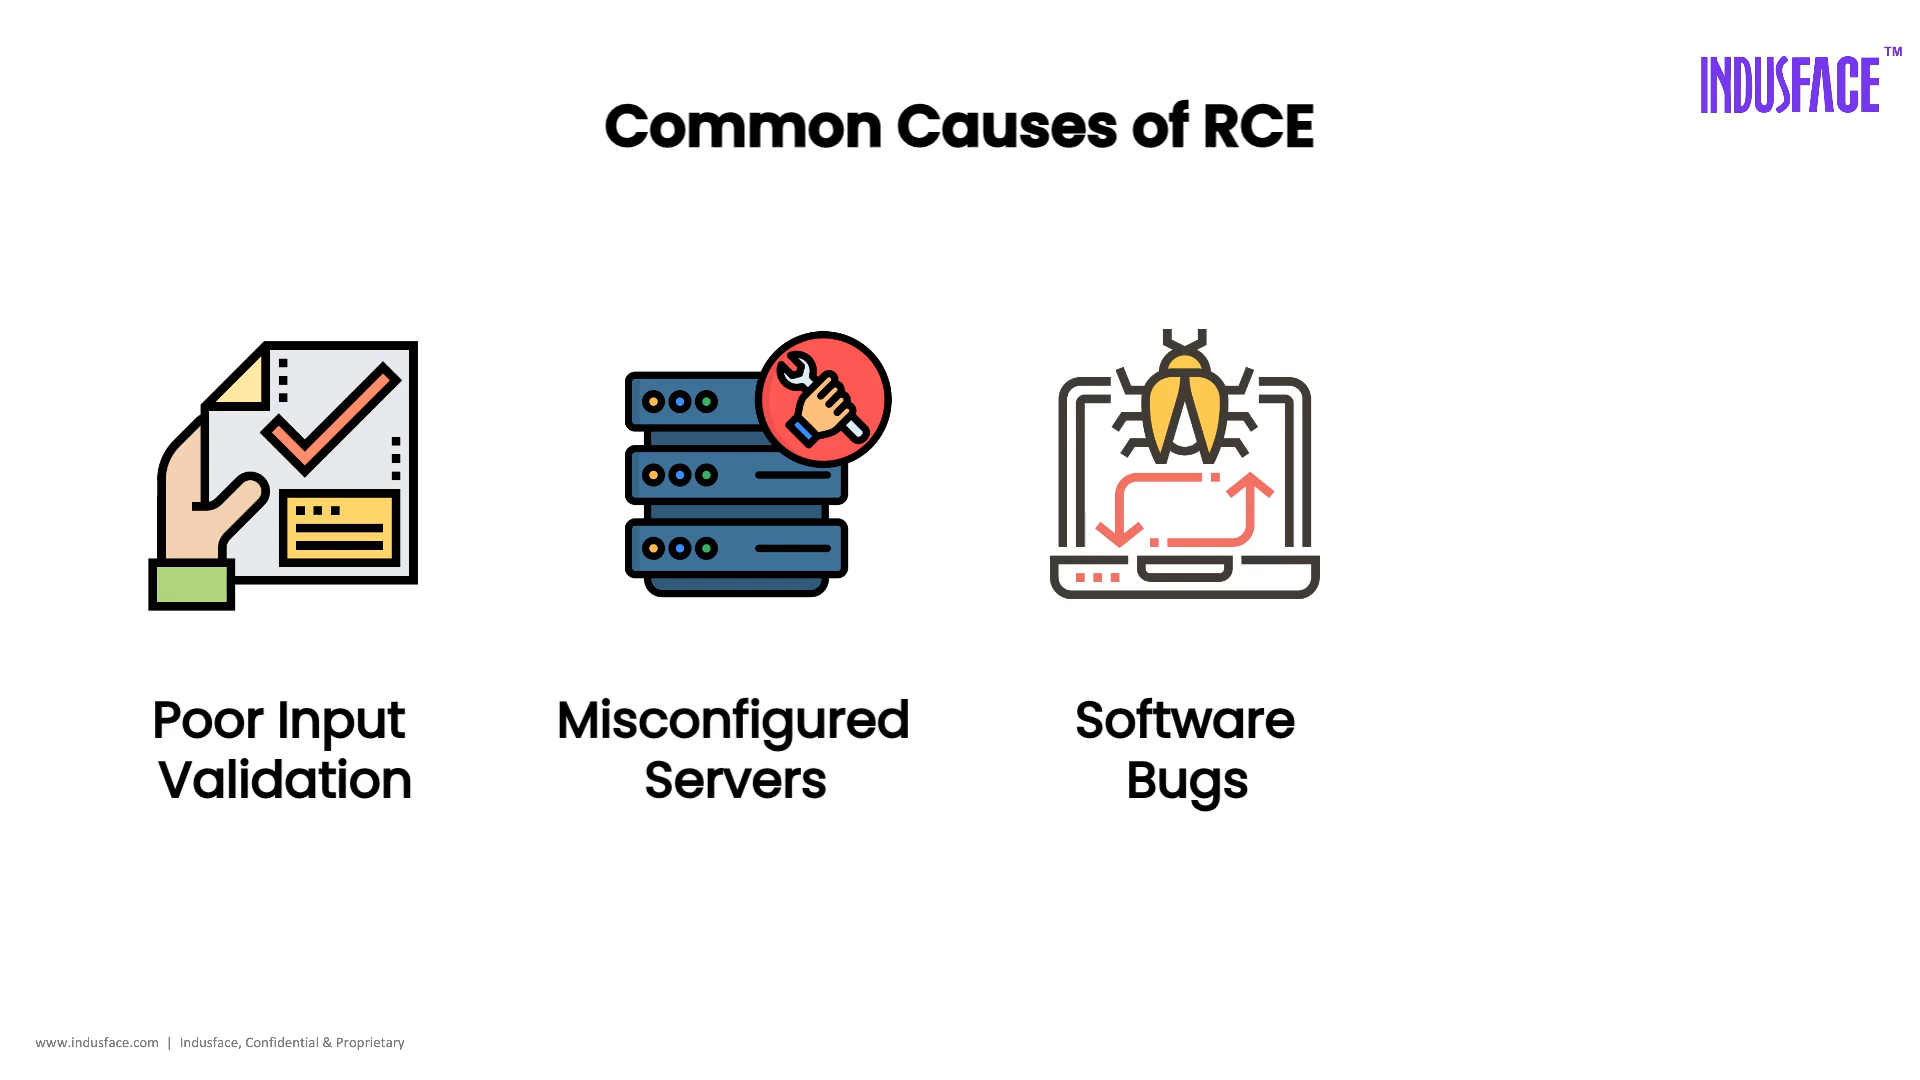 INDUSFACE™
Common Causes of RCE
Poor Input
Validation
Misconfigured
Servers
Software
Bugs
www.indusface.com | Indusface, Confidential & Proprietary